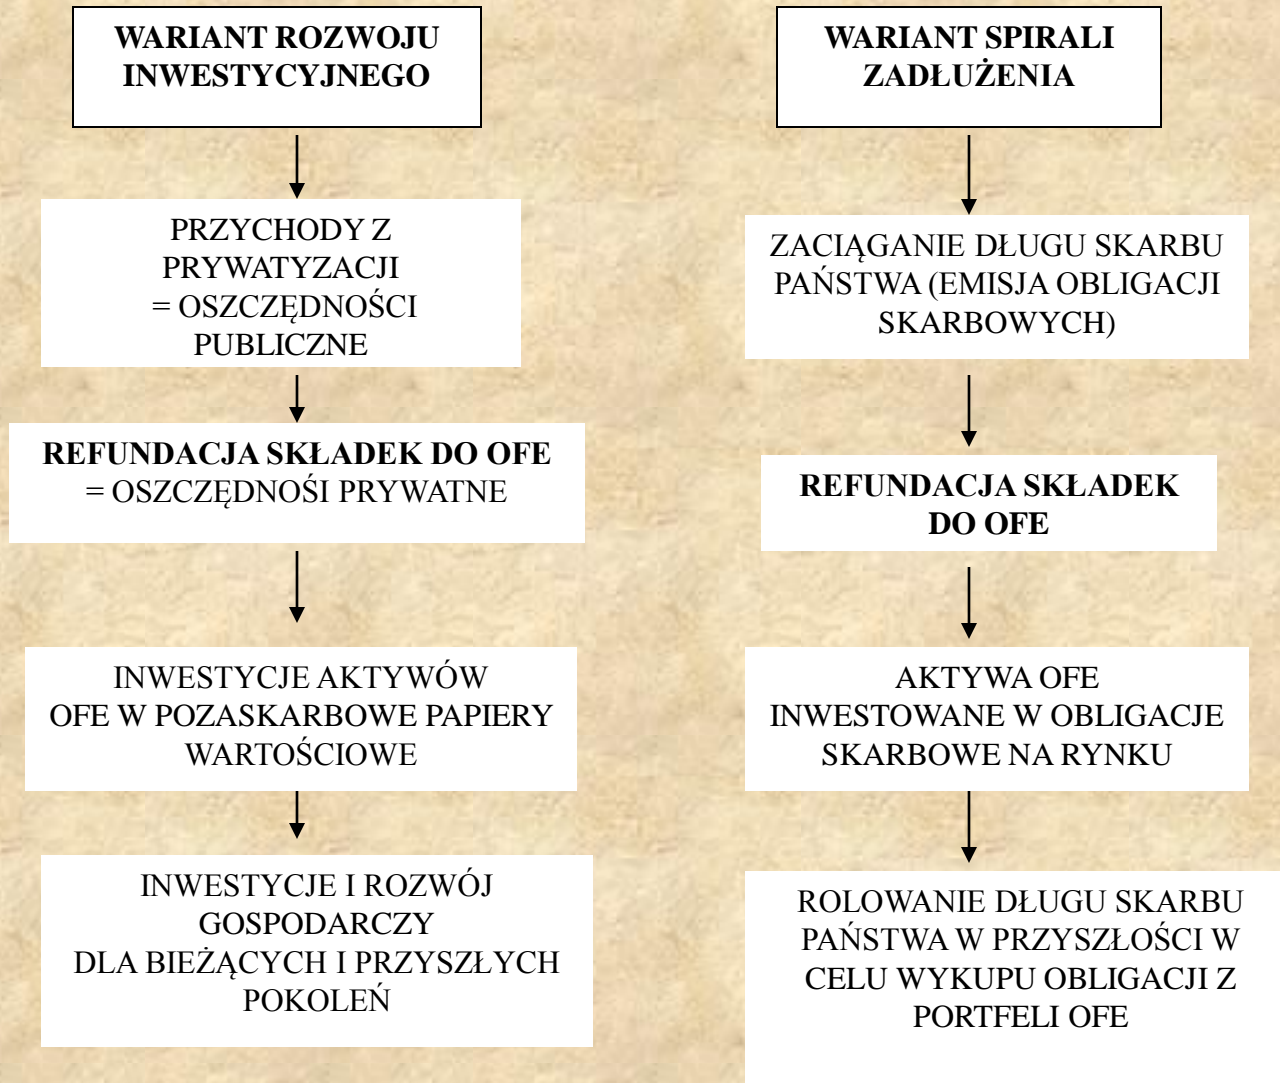 WARIANT ROZWOJU
INWESTYCYJNEGO
PRZYCHODY Z
PRYWATYZACJI
= OSZCZĘDNOŚCI
PUBLICZNE
REFUNDACJA SKŁADEK DO OFE
= OSZCZĘDNOŚI PRYWATNE
INWESTYCJE AKTYWÓW
OFE W POZASKARBOWE PAPIERY
WARTOŚCIOWE
INWESTYCJE I ROZWÓJ
GOSPODARCZY
DLA BIEŻĄCYCH I PRZYSZŁYCH
POKOLEŃ
WARIANT SPIRALI
ZADŁUŻENIA
ZACIĄGANIE DŁUGU SKARBU
PAŃSTWA (EMISJA OBLIGACJI
SKARBOWYCH)
REFUNDACJA SKŁADEK
DO OFE
AKTYWA OFE
INWESTOWANE W OBLIGACJE
SKARBOWE NA RYNKU
ROLOWANIE DŁUGU SKARBU
PAŃSTWA W PRZYSZŁOŚCI W
CELU WYKUPU OBLIGACJI Z
PORTFELI OFE